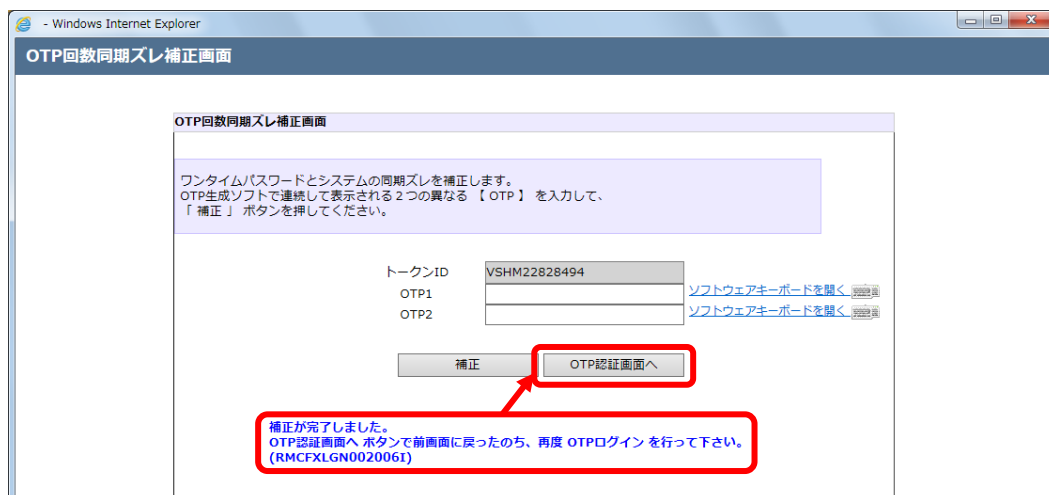 - Windows Internet Explorer
OTP回数同期ズレ補正画面
OTP回数同期ズレ補正画面
ワンタイムパスワードとシステムの同期ズレを補正します。
OTP生成ソフトで連続して表示される２つの異なる 【 OTP 】 を入力して、
「 補正 」 ボタンを押してください。
トークンID VSHM22828494
OTP1 ソフトウェアキーボードを開く
OTP2 ソフトウェアキーボードを開く
補正 OTP認証画面へ
補正が完了しました。
OTP認証画面へ ボタンで前画面に戻ったのち、再度 OTPログイン を行って下さい。
(RMCFXLGN002006I)